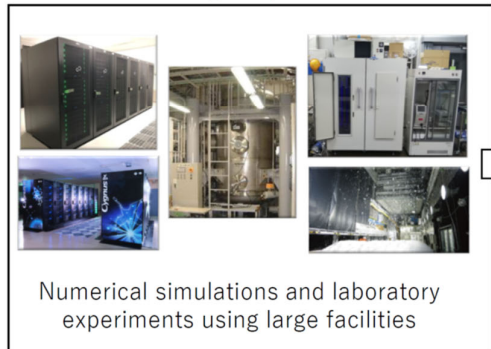 Cygnus
Numerical simulations and laboratory
experiments using large facilities